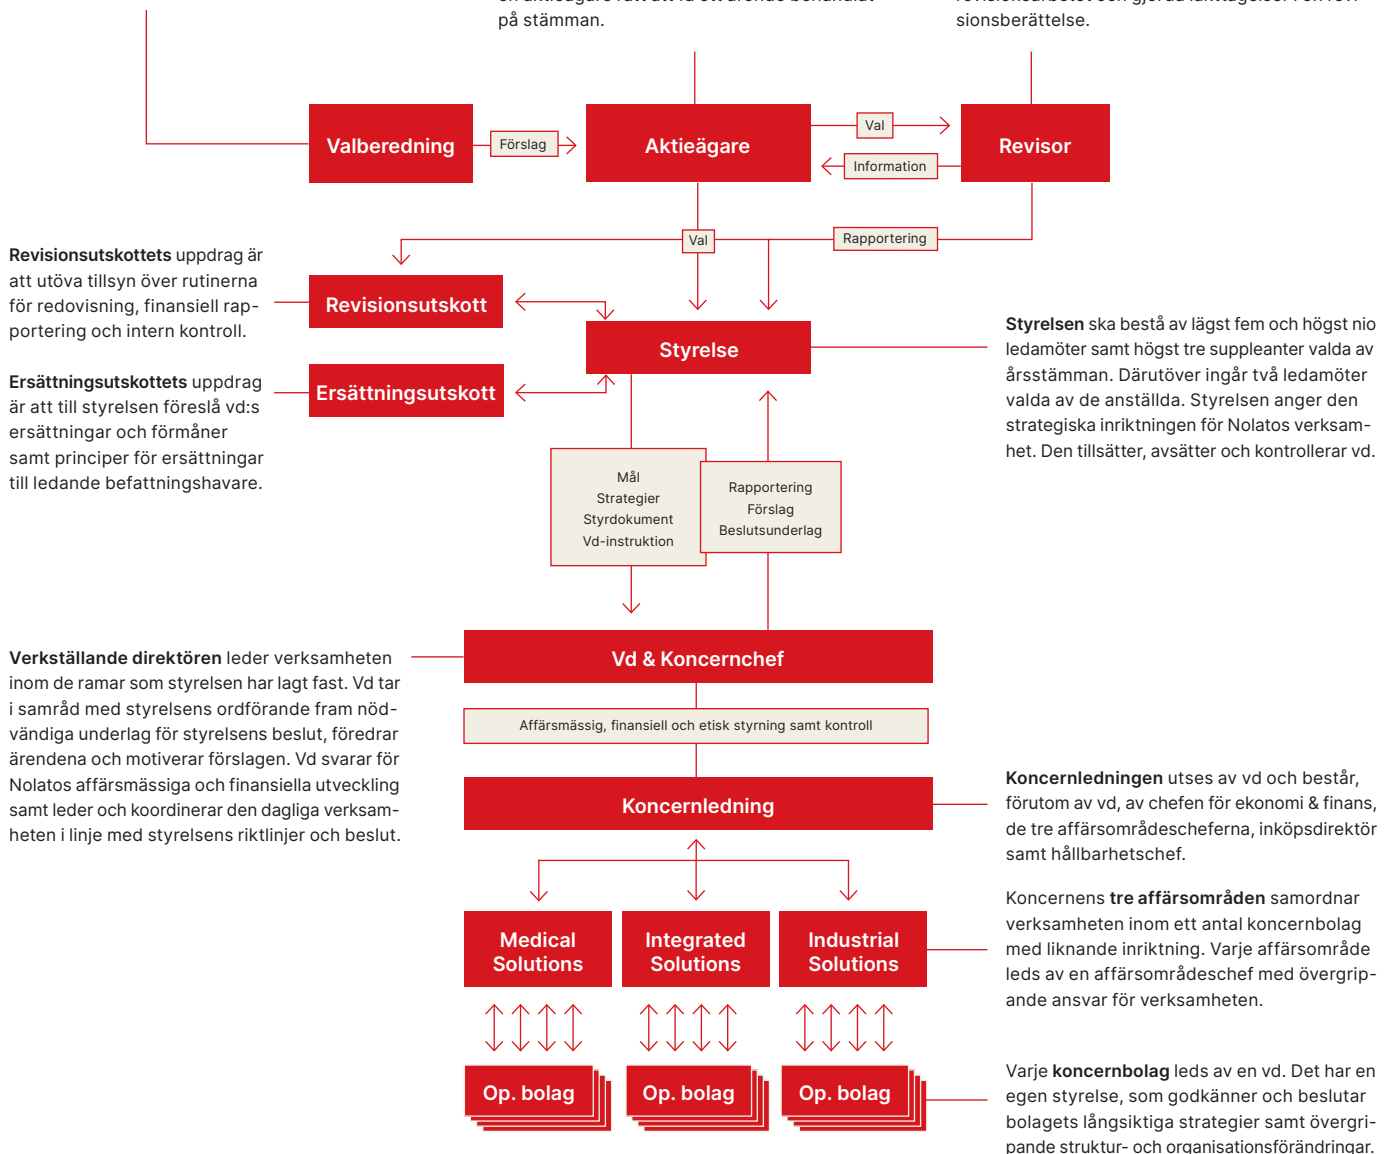 på stämman.
sionsberättelse.
Valberedning
Förslag
Aktieägare
Val
Information
Revisor
Val
Rapportering
Revisionsutskottets uppdrag är
att utöva tillsyn över rutinerna
för redovisning, finansiell rap-
portering och intern kontroll.
Revisionsutskott
Styrelse
Ersättningsutskottets uppdrag
är att till styrelsen föreslå vd:s
ersättningar och förmåner
samt principer för ersättningar
till ledande befattningshavare.
Ersättningsutskott
Styrelsen ska bestå av lägst fem och högst nio
ledamöter samt högst tre suppleanter valda av
årsstämman. Därutöver ingår två ledamöter
valda av de anställda. Styrelsen anger den
strategiska inriktningen för Nolatos verksam-
het. Den tillsätter, avsätter och kontrollerar vd.
Mål
Strategier
Styrdokument
Vd-instruktion
Rapportering
Förslag
Beslutsunderlag
Verkställande direktören leder verksamheten
inom de ramar som styrelsen har lagt fast. Vd tar
i samråd med styrelsens ordförande fram nöd-
vändiga underlag för styrelsens beslut, föredrar
ärendena och motiverar förslagen. Vd svarar för
Nolatos affärsmässiga och finansiella utveckling
samt leder och koordinerar den dagliga verksam-
heten i linje med styrelsens riktlinjer och beslut.
Vd & Koncernchef
Affärsmässig, finansiell och etisk styrning samt kontroll
Koncernledning
Koncernledningen utses av vd och består,
förutom av vd, av chefen för ekonomi & finans,
de tre affärsområdescheferna, inköpsdirektör
samt hållbarhetschef.
Medical
Solutions
Integrated
Solutions
Industrial
Solutions
Koncernens tre affärsområden samordnar
verksamheten inom ett antal koncernbolag
med liknande inriktning. Varje affärsområde
leds av en affärsområdeschef med övergrip-
ande ansvar för verksamheten.
Op. bolag
Op. bolag
Op. bolag
Varje koncernbolag leds av en vd. Det har en
egen styrelse, som godkänner och beslutar
bolagets långsiktiga strategier samt övergri-
pande struktur- och organisationsförändringar.